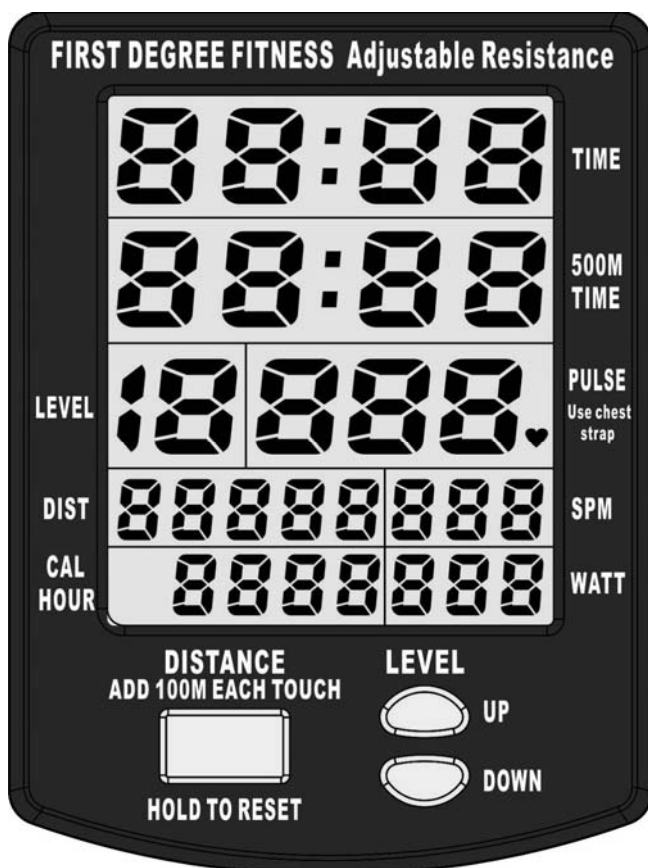 FIRST DEGREE FITNESS Adjustable Resistance
88:88 TIME
88:88 500M
TIME
LEVEL 18 888 PULSE
Use chest
strap
DIST 88888 888 SPM
CAL
HOUR 8888 888 WATT
DISTANCE LEVEL
ADD 100M EACH TOUCH
UP
DOWN
HOLD TO RESET